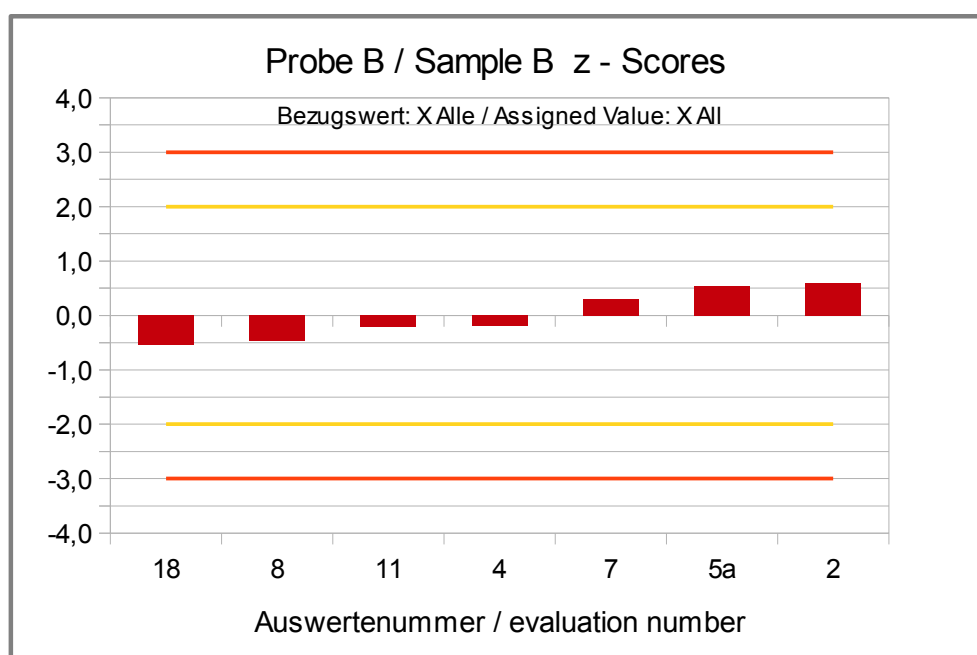 Probe B / Sample B z - Scores
Bezugswert: X Alle / Assigned Value: X All
4,0
3,0
2,0
1,0
0,0
-1,0
-2,0
-3,0
-4,0
18 8 11 4 7 5a 2
Auswertenummer / evaluation number